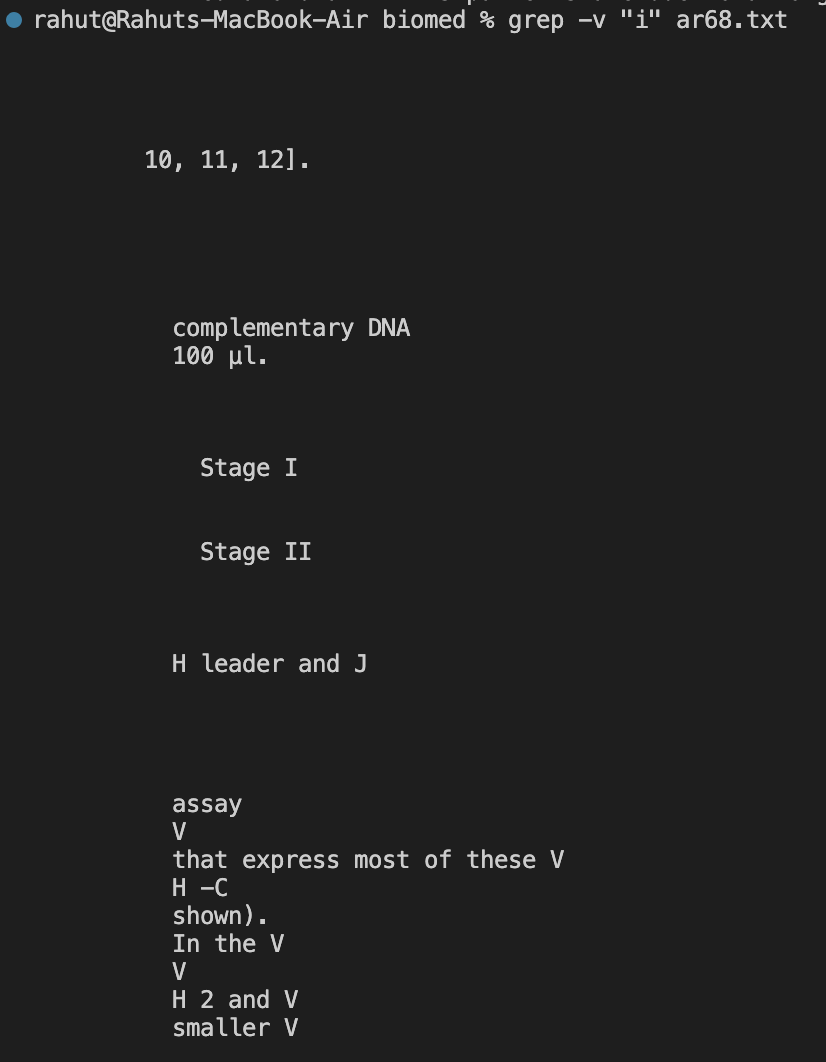 rahut@Rahuts-MacBook-Air biomed % grep -v "i" ar68.txt
10, 11, 12].
complementary DNA
100 µl.
Stage I
Stage II
H leader and J
assay
V
that express most of these V
H -C
shown).
In the V
V
H 2 and V
smaller V